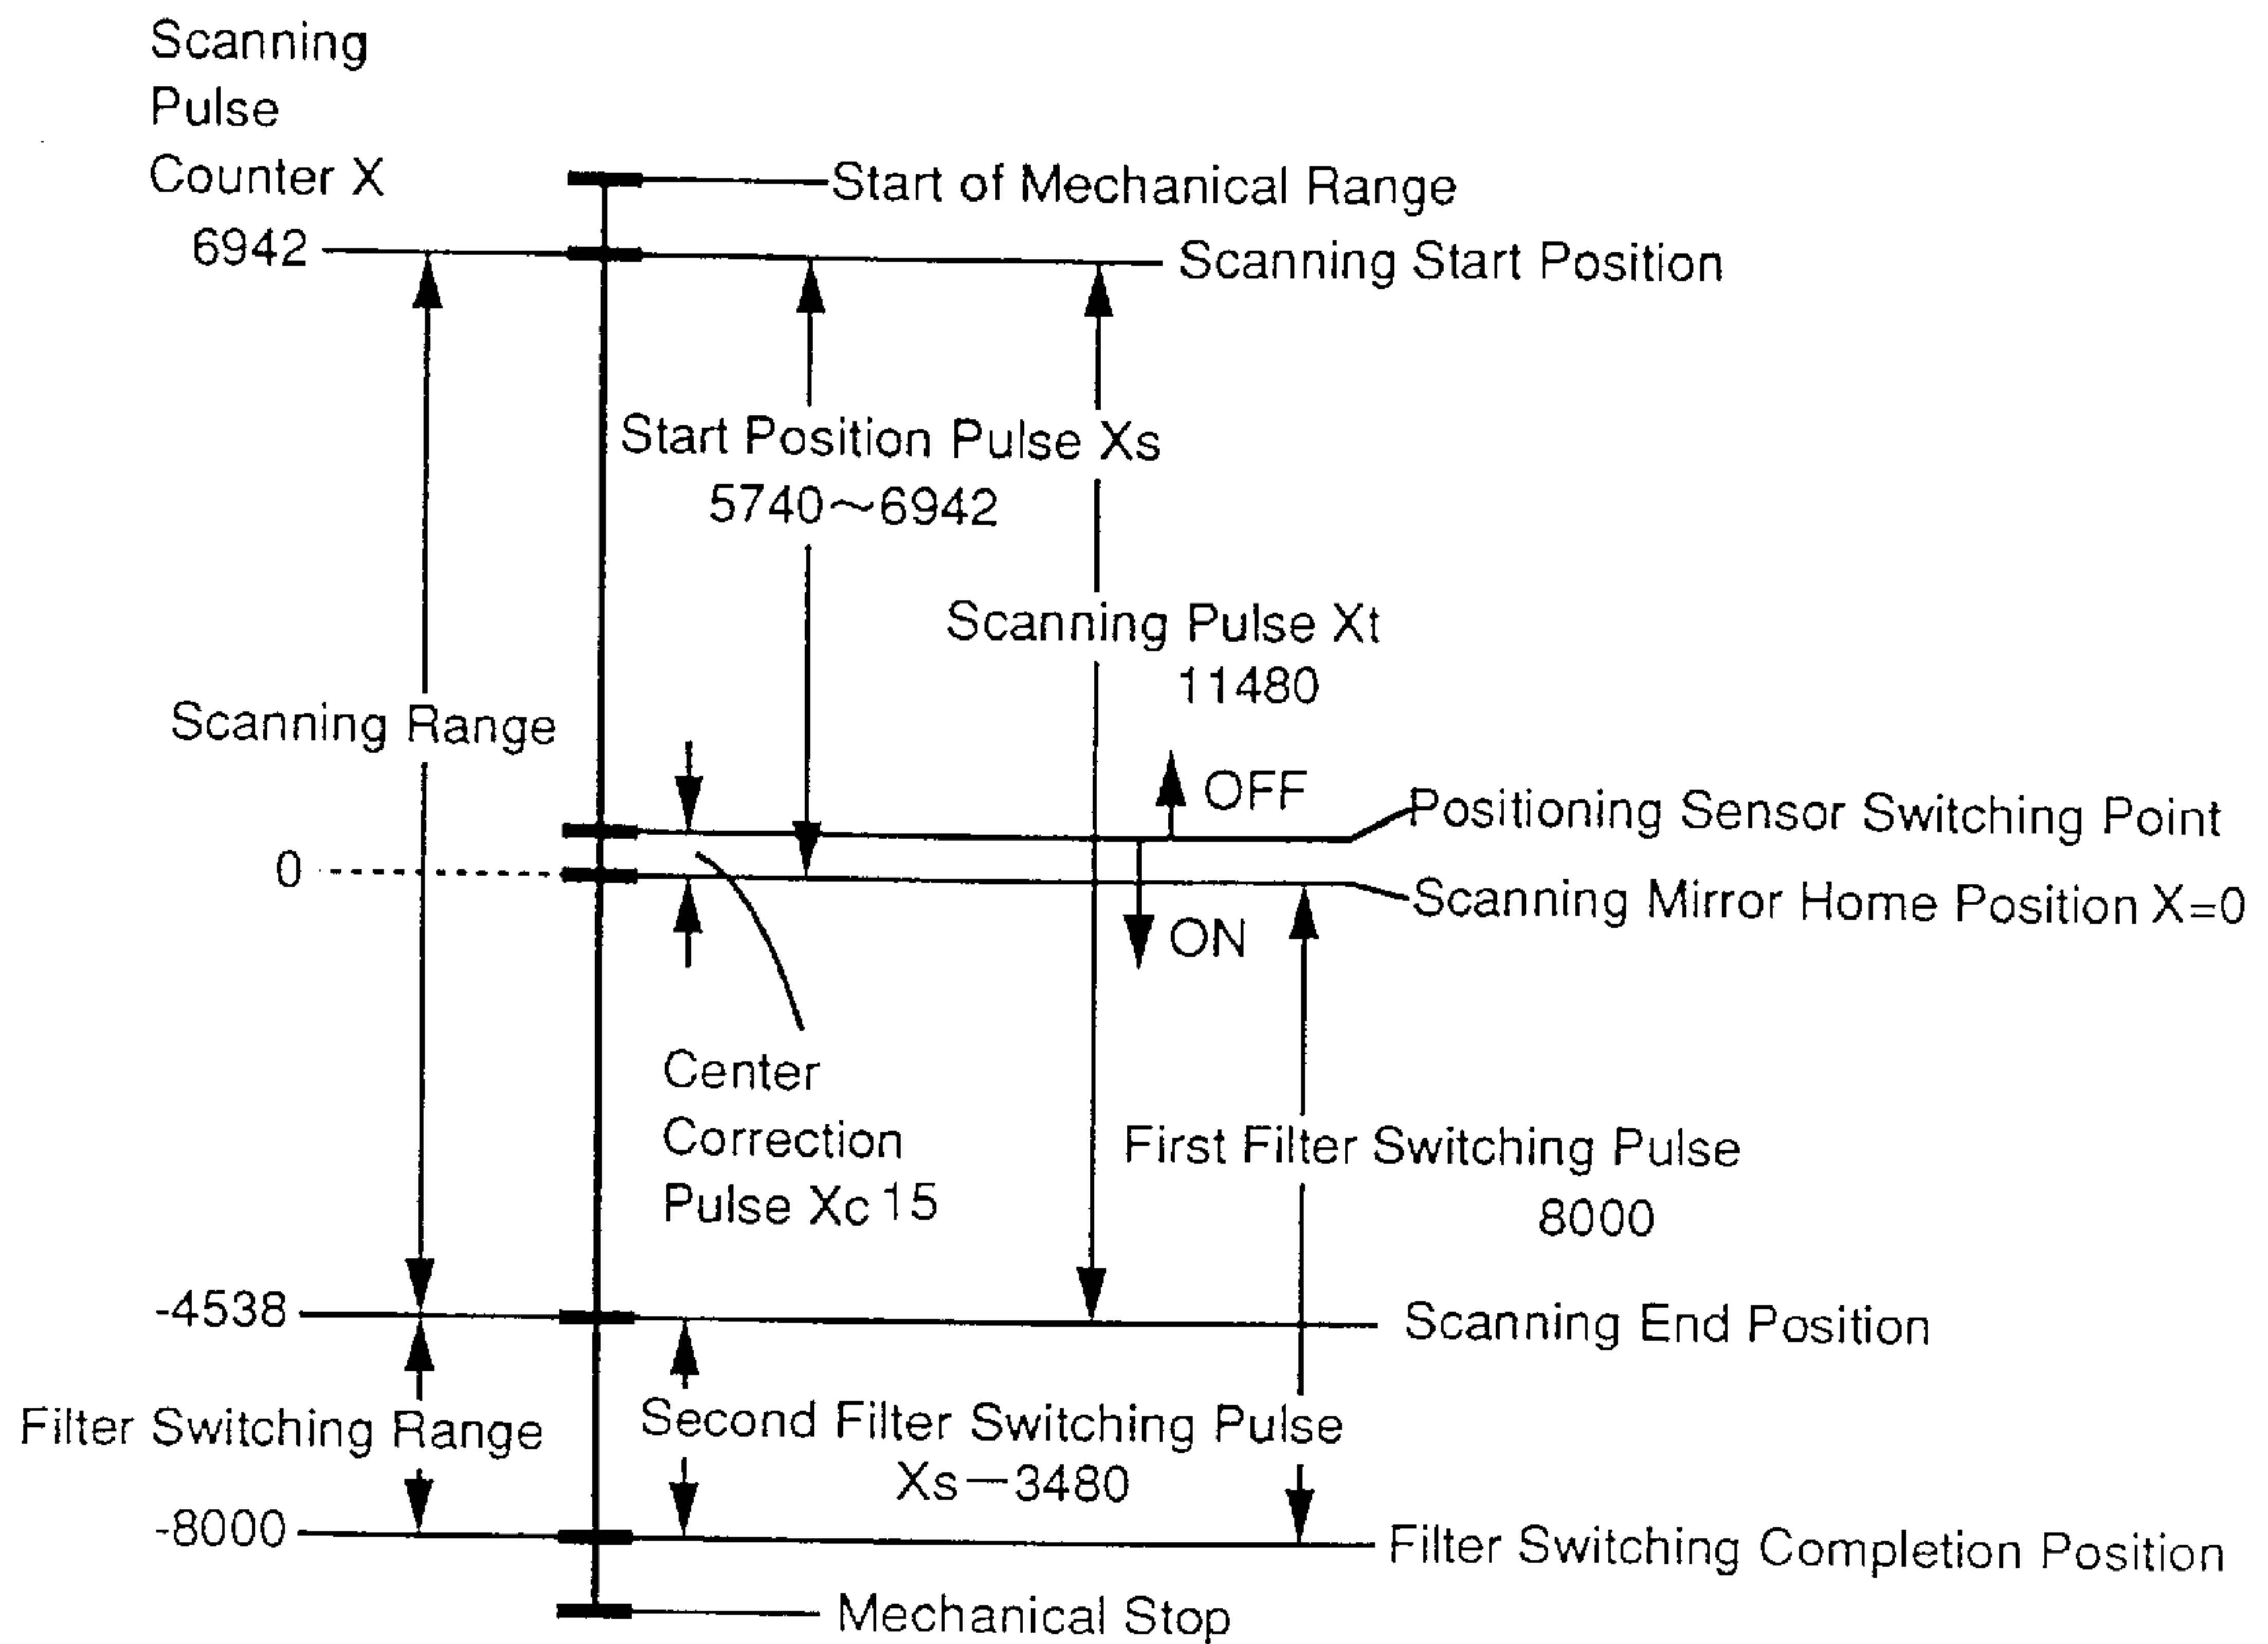 Scanning
Pulse
Counter X
Start of Mechanical Range
6942
Scanning Start Position
Start Position Pulse Xs
5740~6942
Scanning Pulse Xt
11480
Scanning Range
OFF
Positioning Sensor Switching Point
0
Scanning Mirror Home Position X=0
ON
Center
Correction
Pulse Xc 15
First Filter Switching Pulse
8000
-4538
Scanning End Position
Filter Switching Range
Second Filter Switching Pulse
Xs—3480
-8000
Filter Switching Completion Position
Mechanical Stop